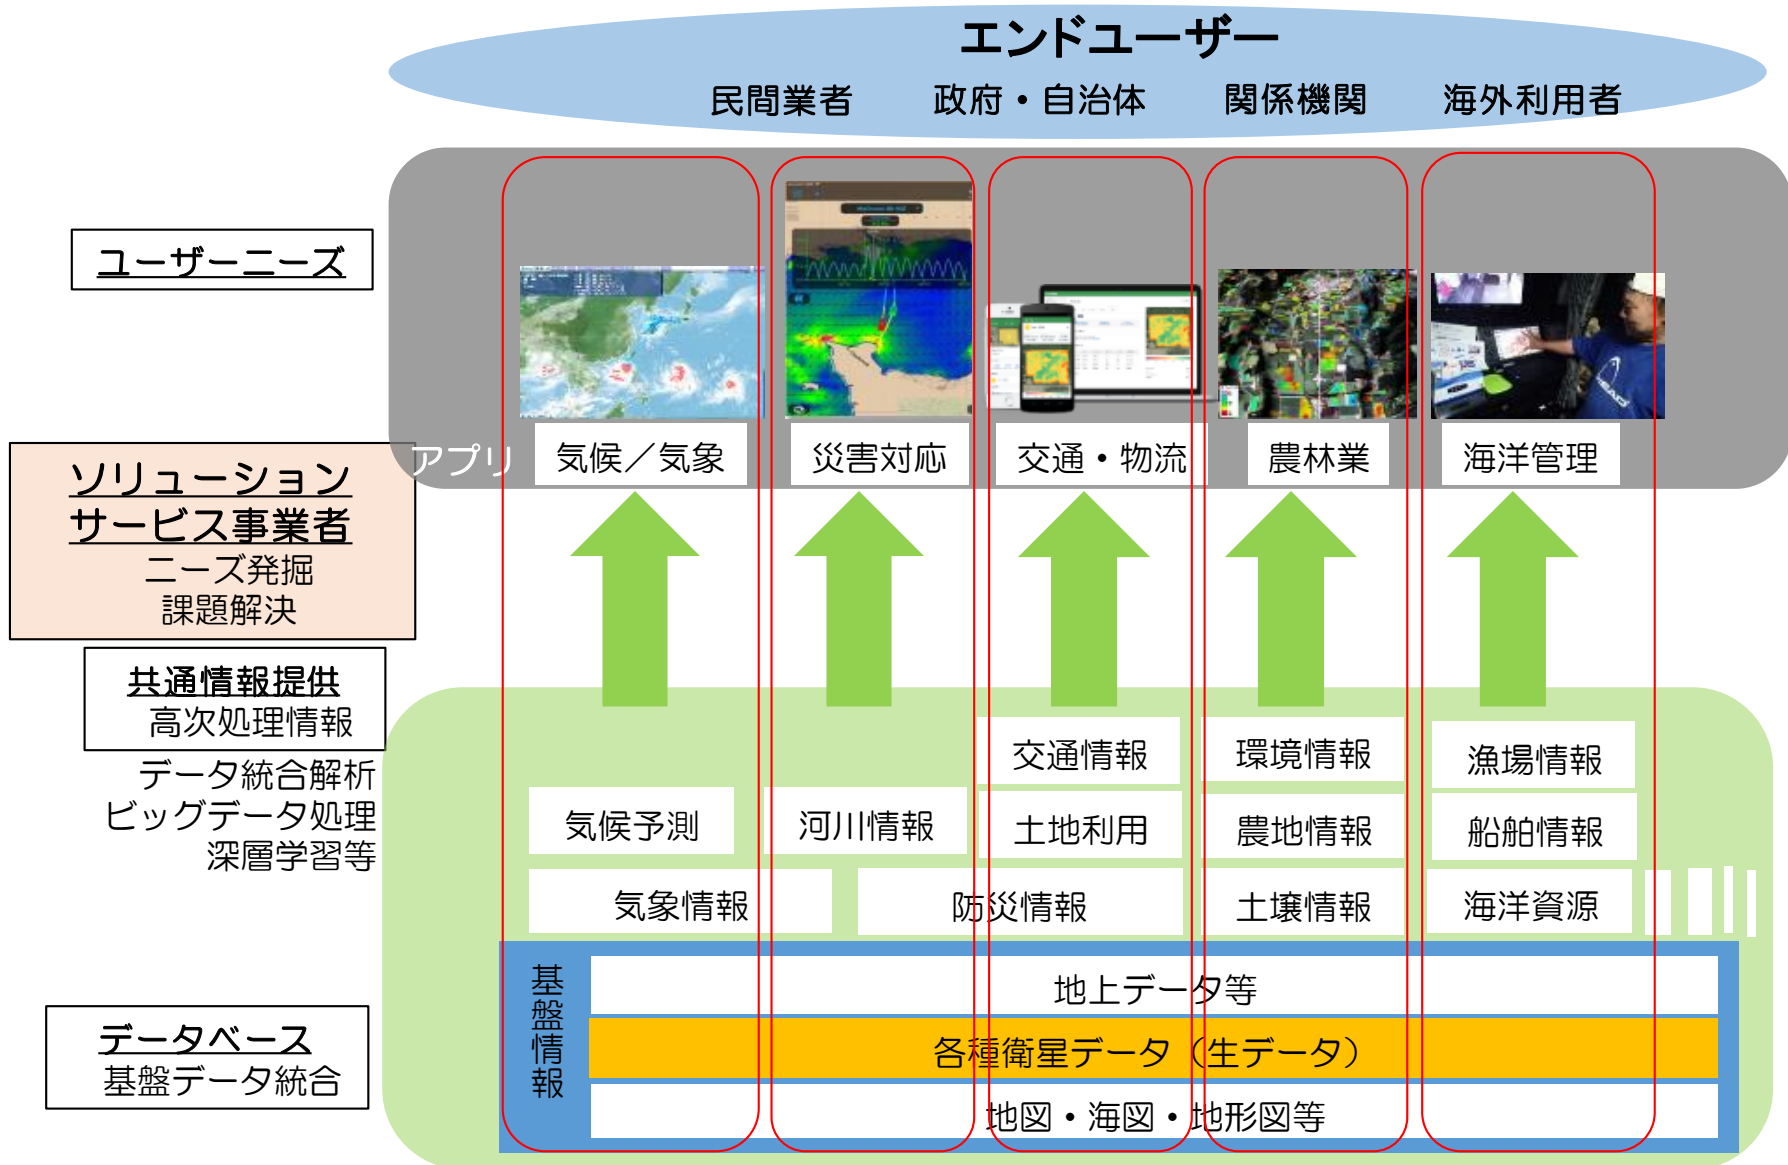 エンドユーザー
民間業者 政府・自治体 関係機関 海外利用者
ユーザーニーズ
アプリ
気候／気象 災害対応 交通・物流 農林業 海洋管理
ソリューション
サービス事業者
ニーズ発掘
課題解決
共通情報提供
高次処理情報
データ統合解析
ビッグデータ処理
深層学習等
交通情報 環境情報 漁場情報
気候予測 河川情報 土地利用 農地情報 船舶情報
気象情報 防災情報 土壌情報 海洋資源
データベース
基盤データ統合
基盤情報
地上データ等
各種衛星データ（生データ）
地図・海図・地形図等